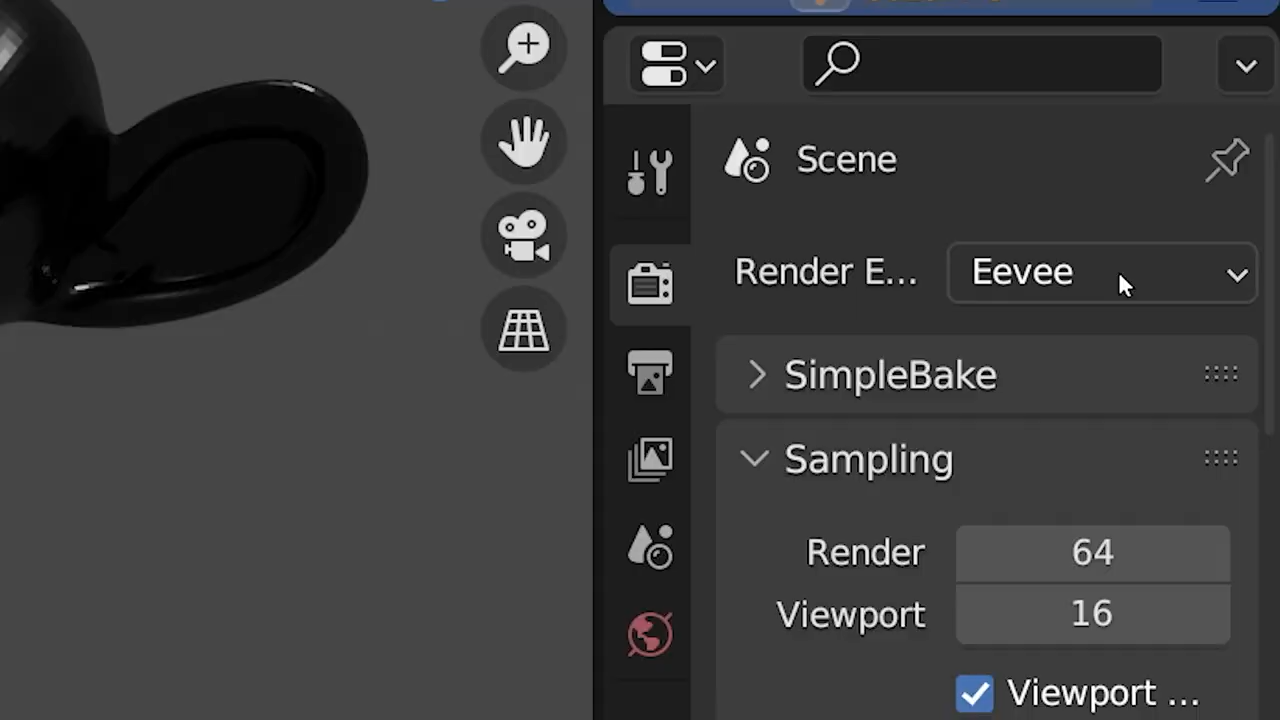 Scene
Render E... Eevee
SimpleBake
Sampling
Render 64
Viewport 16
Viewport ...